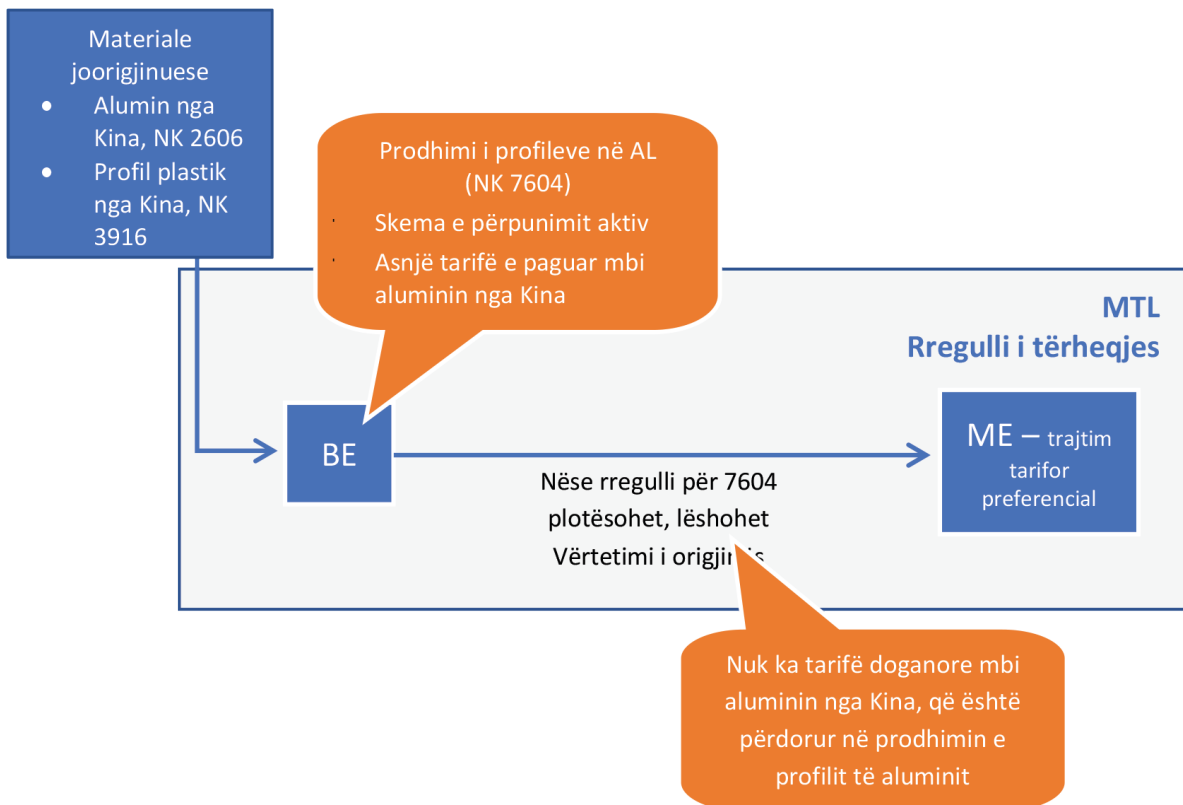 Materiale
joorigjinuese
• Alumin nga
Kina, NK 2606
• Profil plastik
nga Kina, NK
3916
Prodhimi i profileve në AL
(NK 7604)
· Skema e përpunimit aktiv
· Asnjë tarifë e paguar mbi
aluminin nga Kina
MTL
Rregulli i tërheqjes
BE
ME – trajtim
tarifor
preferencial
Nëse rregulli për 7604
plotësohet, lëshohet
Vërtetimi i
Nuk ka tarifë doganore mbi
aluminin nga Kina, që është
përdorur në prodhimin e
profilit të aluminit